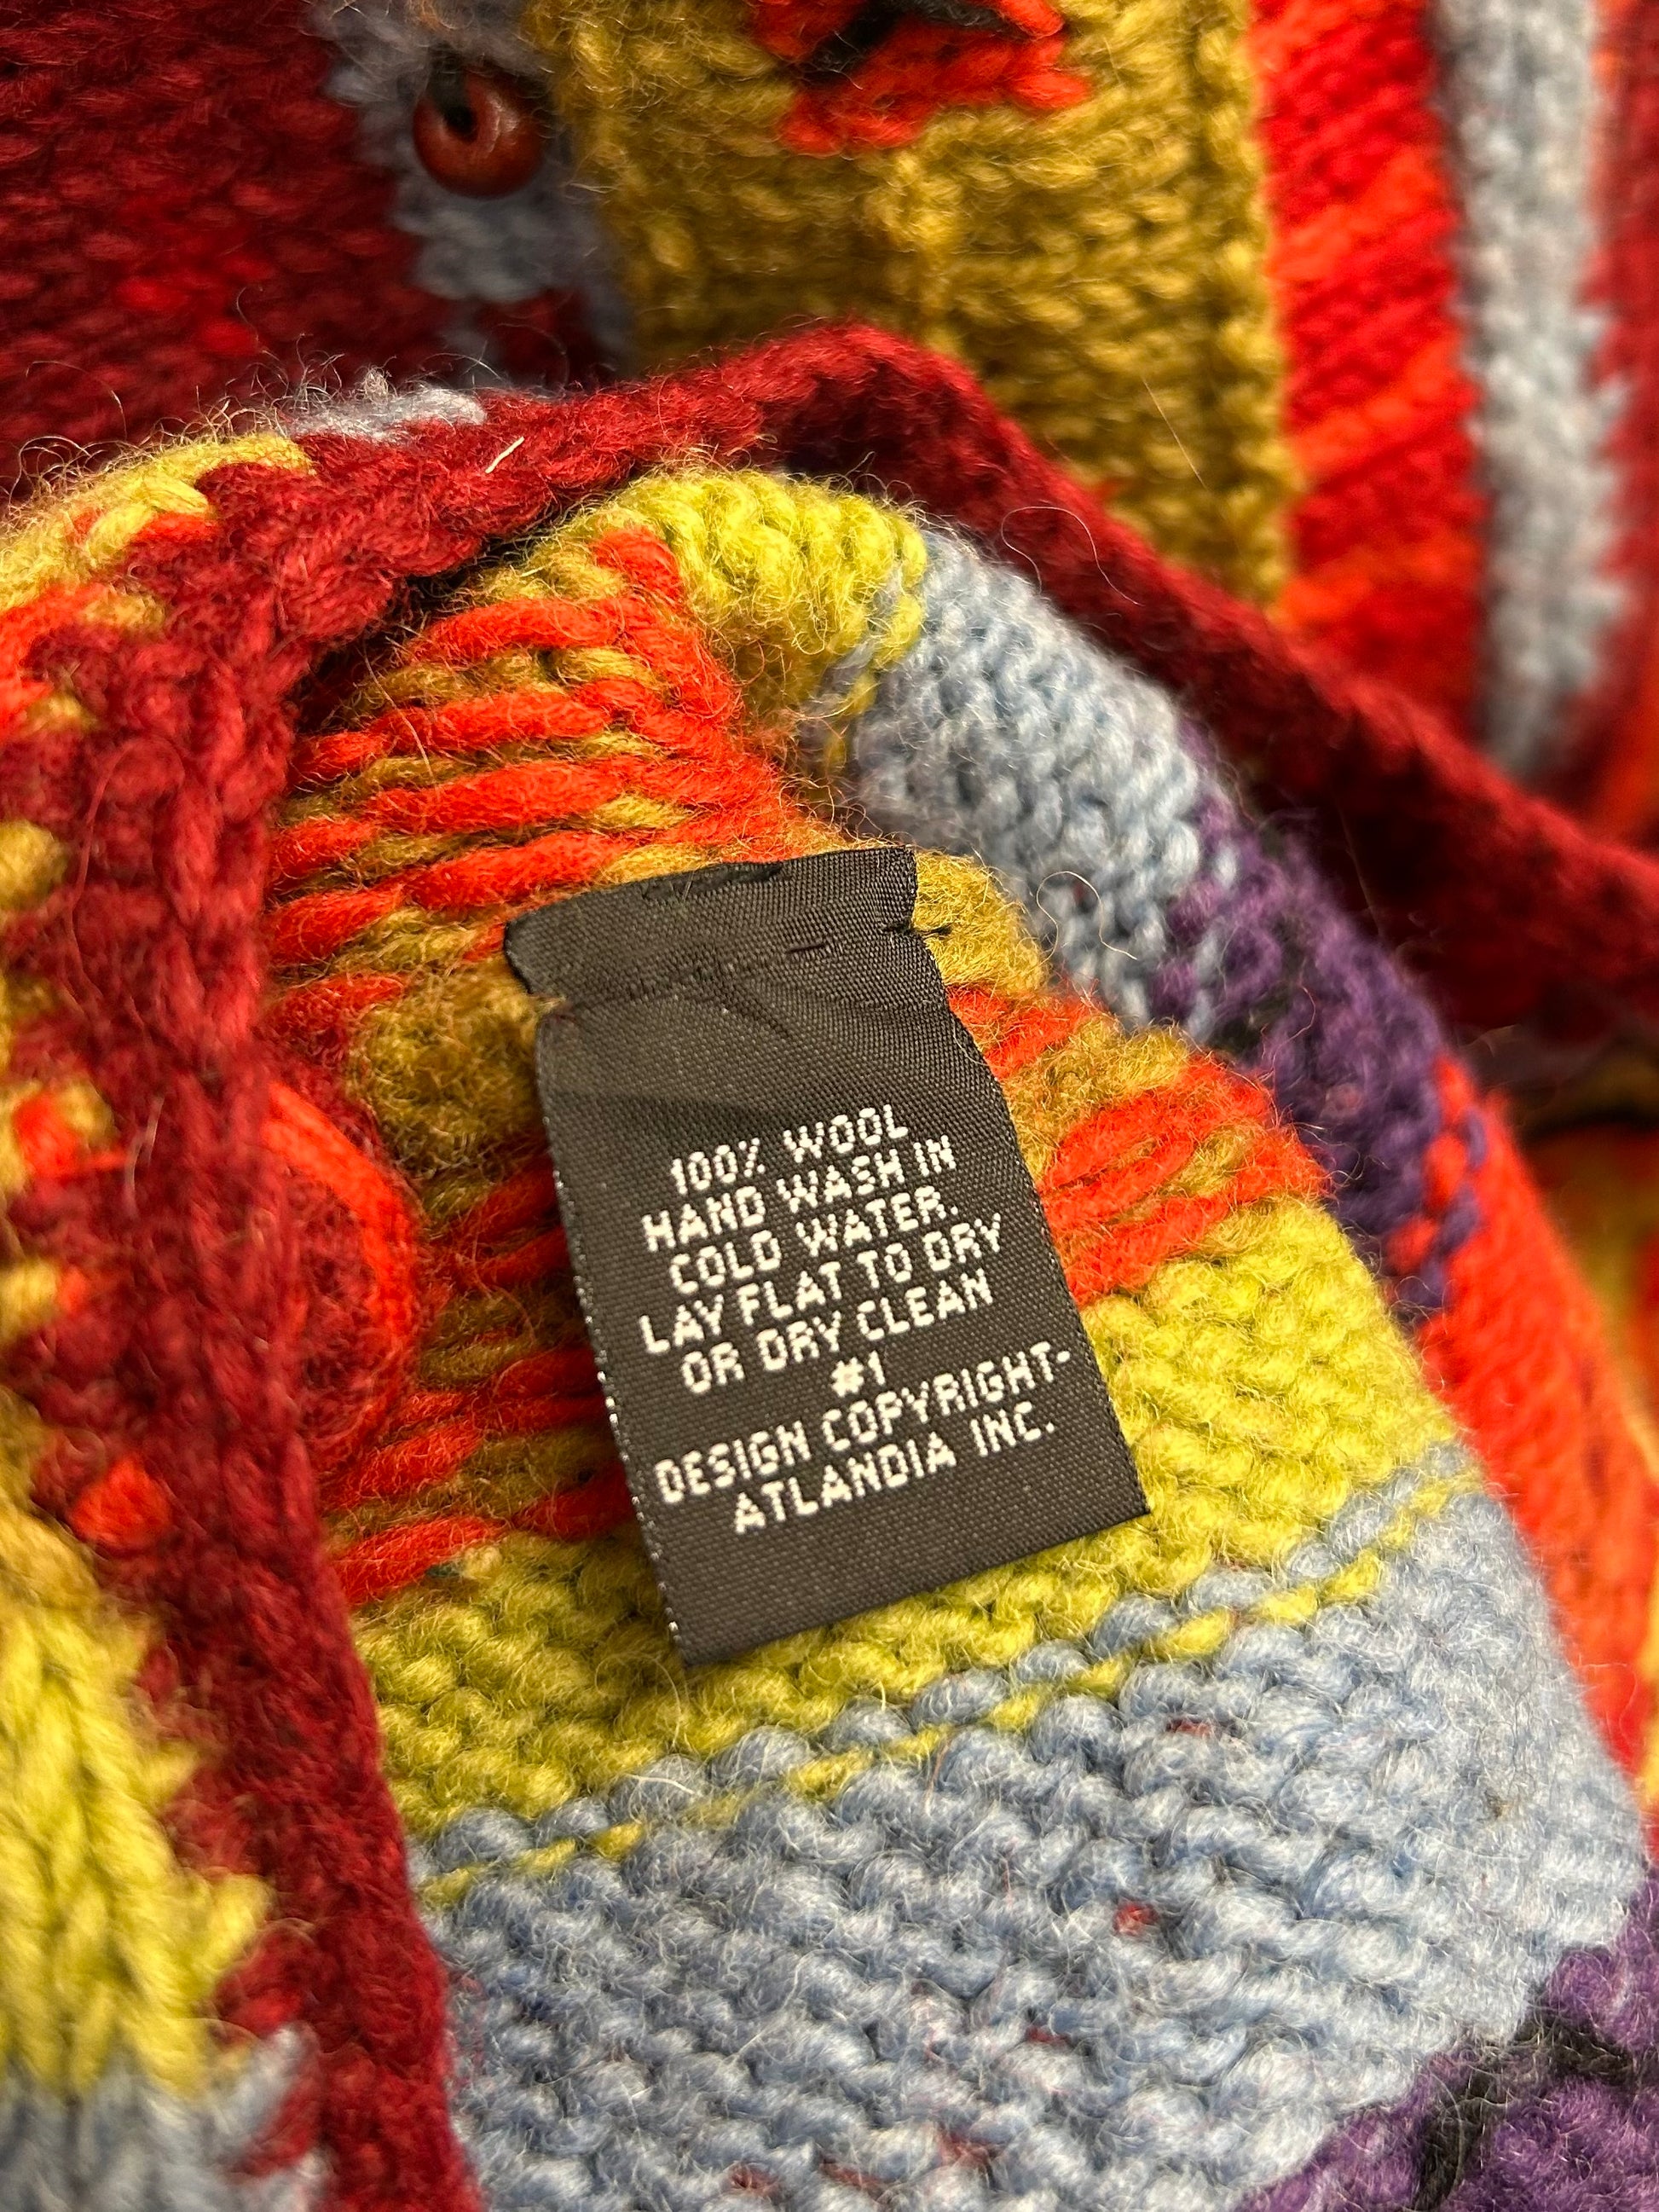 100% WOOL
HAND WASH IN
COLD WATER.
LAY FLAT TO DRY
OR DRY CLEAN
#1
DESIGN COPYRIGHT-
ATLANDIA INC.